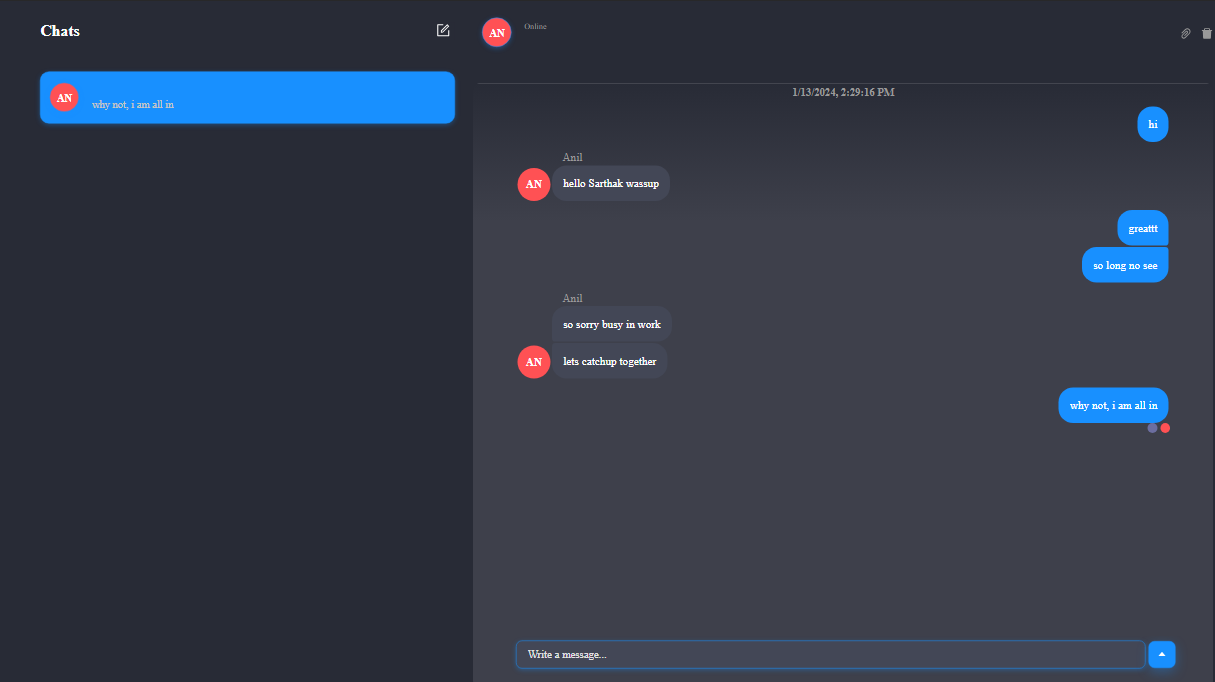 Chats
AN
why not, i am all in
AN
Online
1/13/2024, 2:29:16 PM
hi
Anil
AN
hello Sarthak wassup
greattt
so long no see
Anil
so sorry busy in work
AN
lets catchup together
why not, i am all in
Write a message...